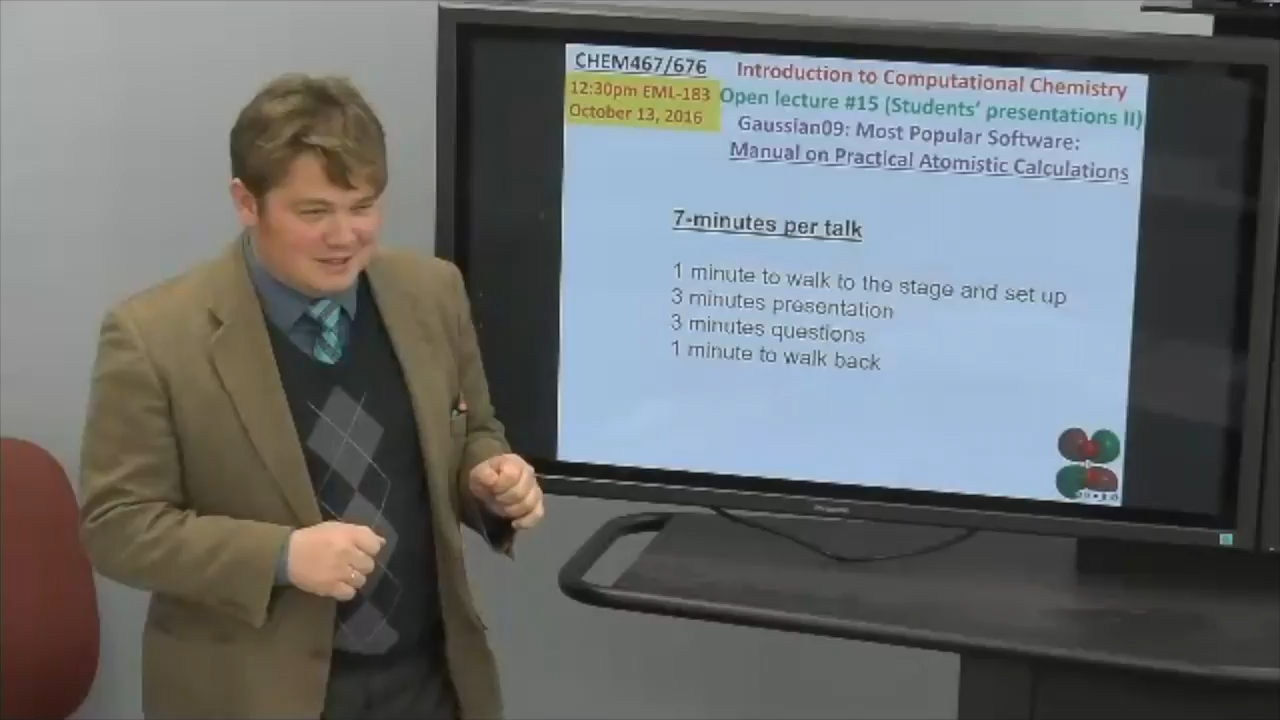 CHEM467/676
12:30pm EML-183
October 13, 2016
Introduction to Computational Chemistry
Open lecture #15 (Students' presentations II)
Gaussian09: Most Popular Software:
Manual on Practical Atomistic Calculations
7-minutes per talk
1 minute to walk to the stage and set up
3 minutes presentation
3 minutes questions
1 minute to walk back